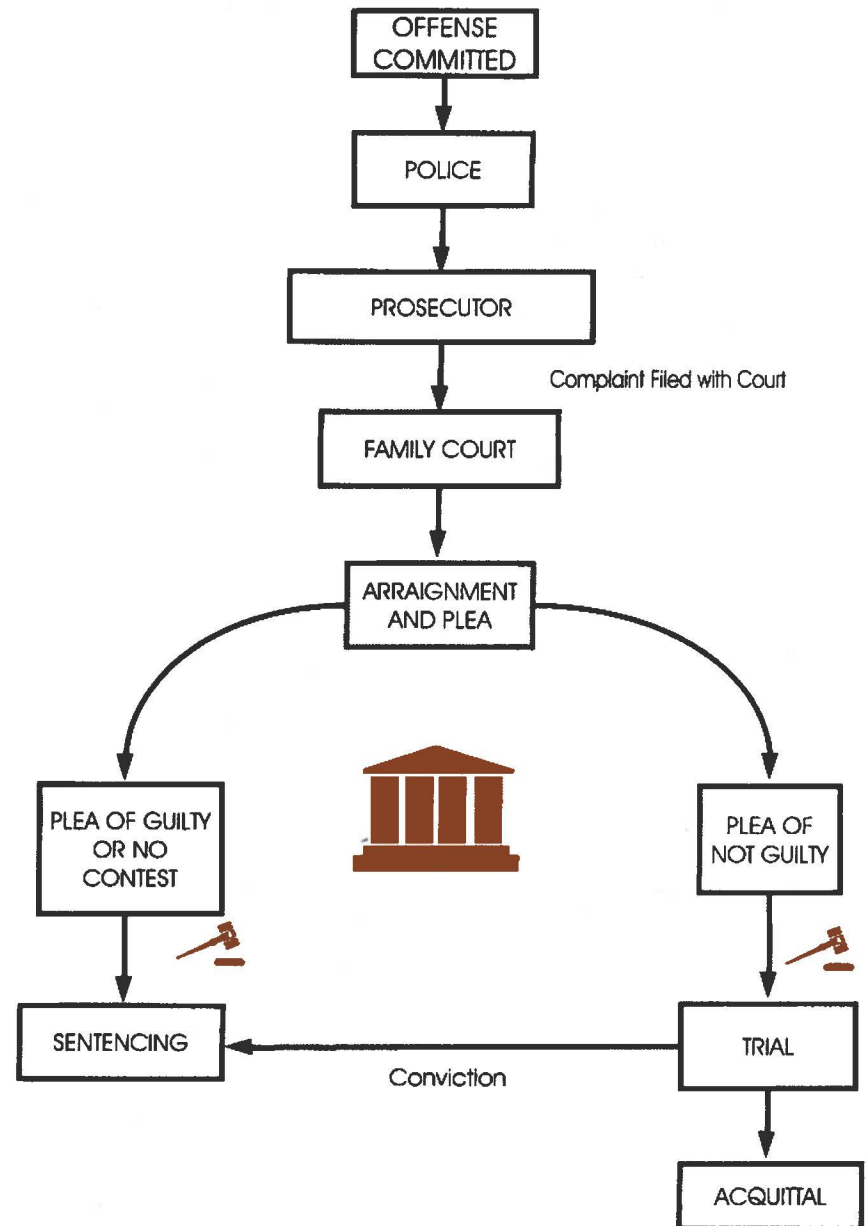 OFFENSE
COMMITTED
POLICE
PROSECUTOR
Complaint Filed with Court
FAMILY COURT
ARRAIGNMENT
AND PLEA
PLEA OF GUILTY
OR NO
CONTEST
PLEA OF
NOT GUILTY
SENTENCING
TRIAL
Conviction
ACQUITTAL